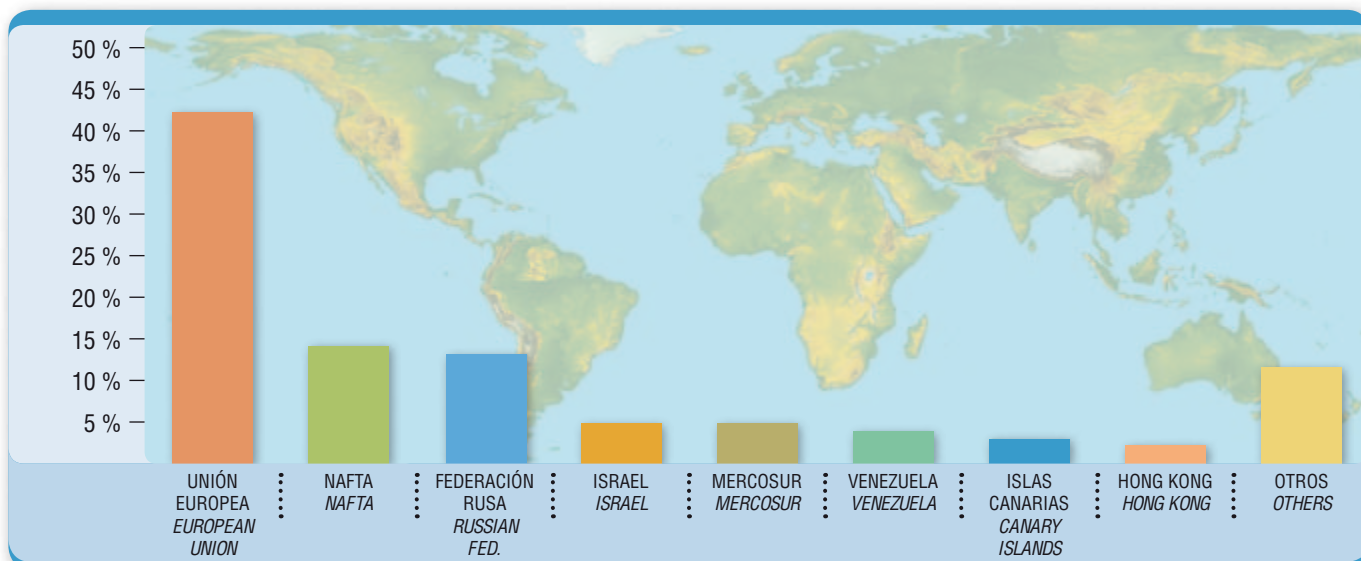 50 %
45 %
40 %
35 %
30 %
25 %
20 %
15 %
10 %
5 %
UNIÓN
EUROPEA
EUROPEAN
UNION
NAFTA
NAFTA
FEDERACIÓN
RUSA
RUSSIAN
FED.
ISRAEL
ISRAEL
MERCOSUR
MERCOSUR
VENEZUELA
VENEZUELA
ISLAS
CANARIAS
CANARY
ISLANDS
HONG KONG
HONG KONG
OTROS
OTHERS